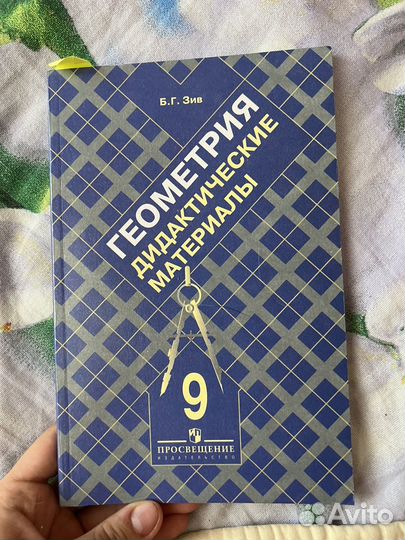 Б.Г. Зив
ГЕОМЕТРИЯ
ДИДАКТИЧЕСКИЕ
МАТЕРИАЛЫ
9
ПРОСВЕЩЕНИЕ
ИЗДАТЕЛЬСТВО
Avito